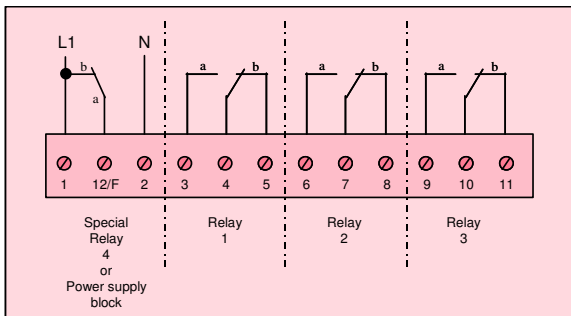 L1 N
b a
a b
a b
a b
1 12/F 2 3 4 5 6 7 8 9 10 11
Special
Relay
4
or
Power supply
block
Relay
1
Relay
2
Relay
3